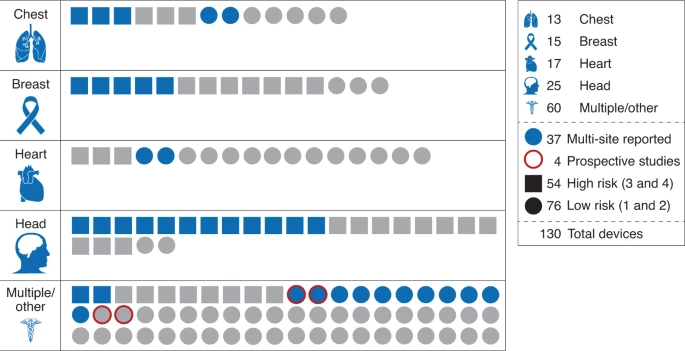 Chest
Breast
Heart
Head
Multiple/
other
13 Chest
15 Breast
17 Heart
25 Head
60 Multiple/other
37 Multi-site reported
4 Prospective studies
54 High risk (3 and 4)
76 Low risk (1 and 2)
130 Total devices